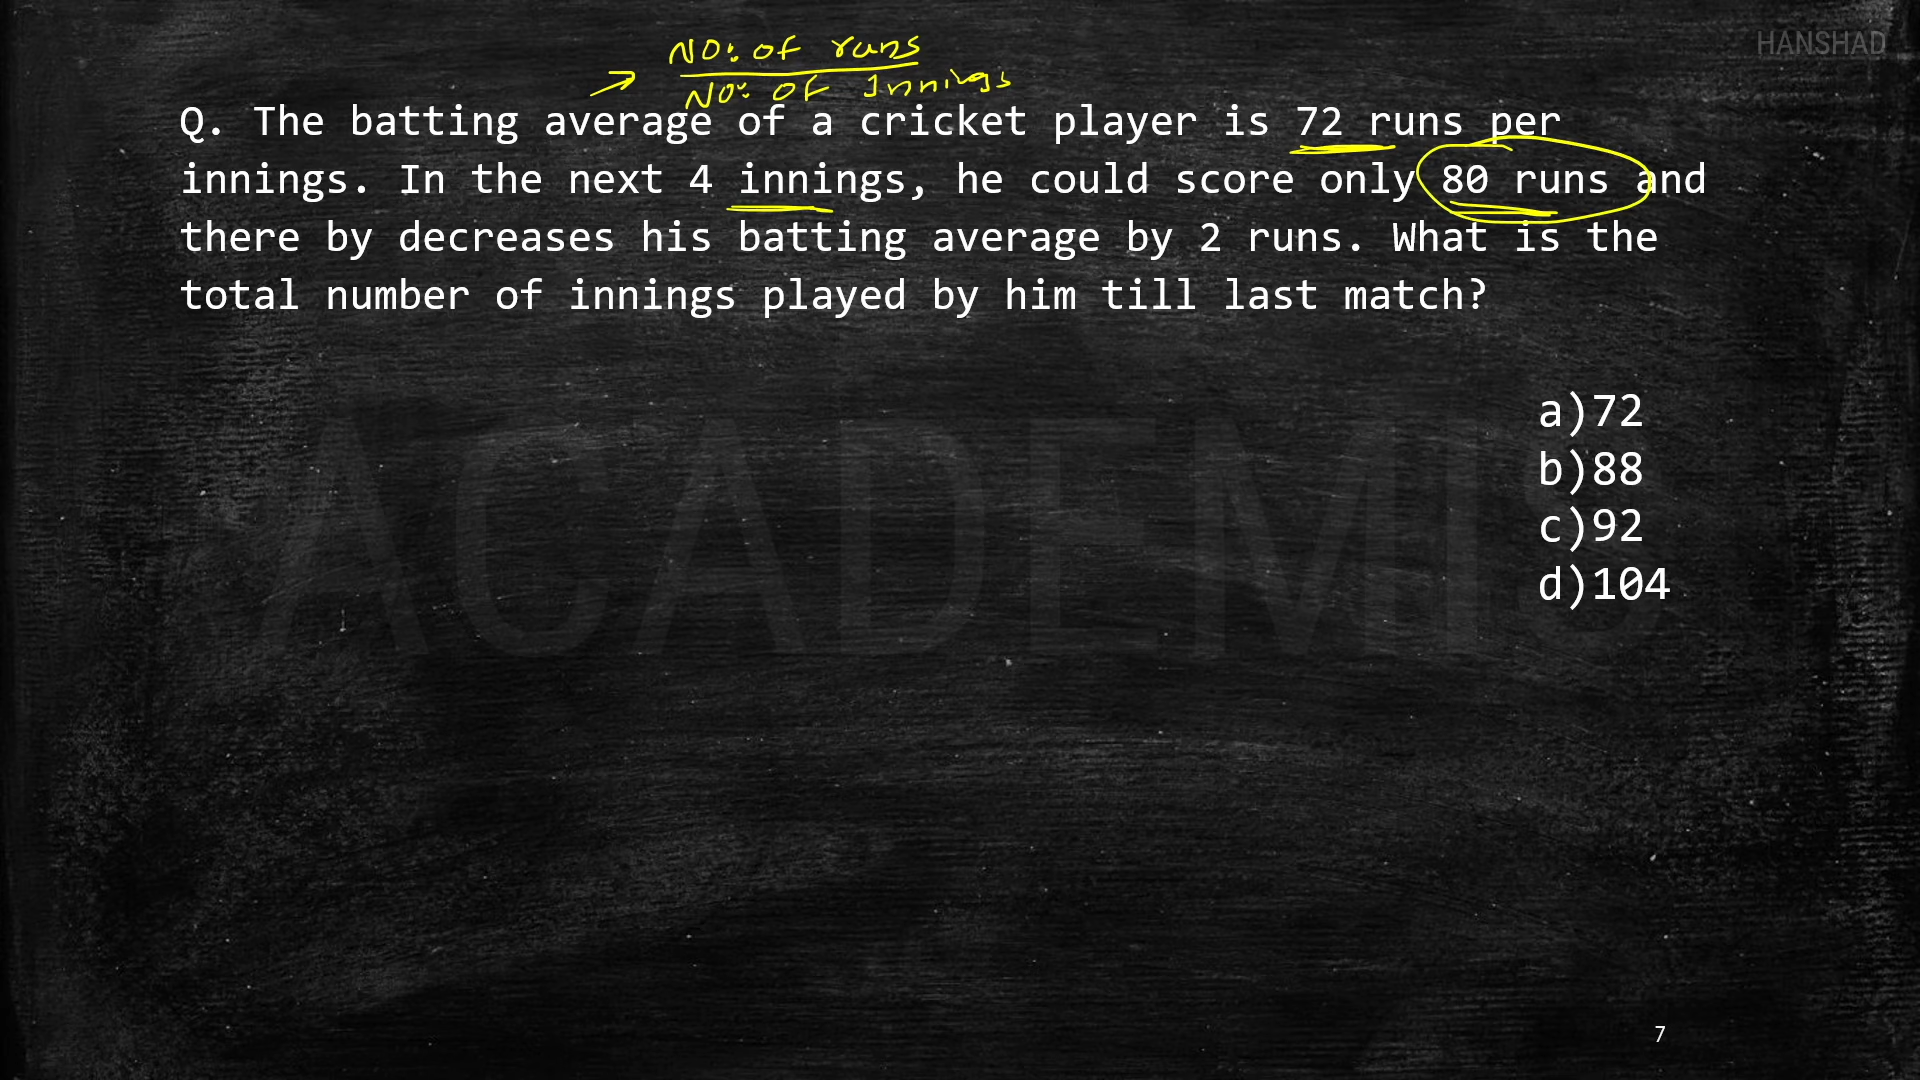 HANSHAD
No: of runs
No: of Innings
Q. The batting average of a cricket player is 72 runs per
innings. In the next 4 innings, he could score only 80 runs and
there by decreases his batting average by 2 runs. What is the
total number of innings played by him till last match?
a)72
b)88
c)92
d)104
ACADEMIS
7